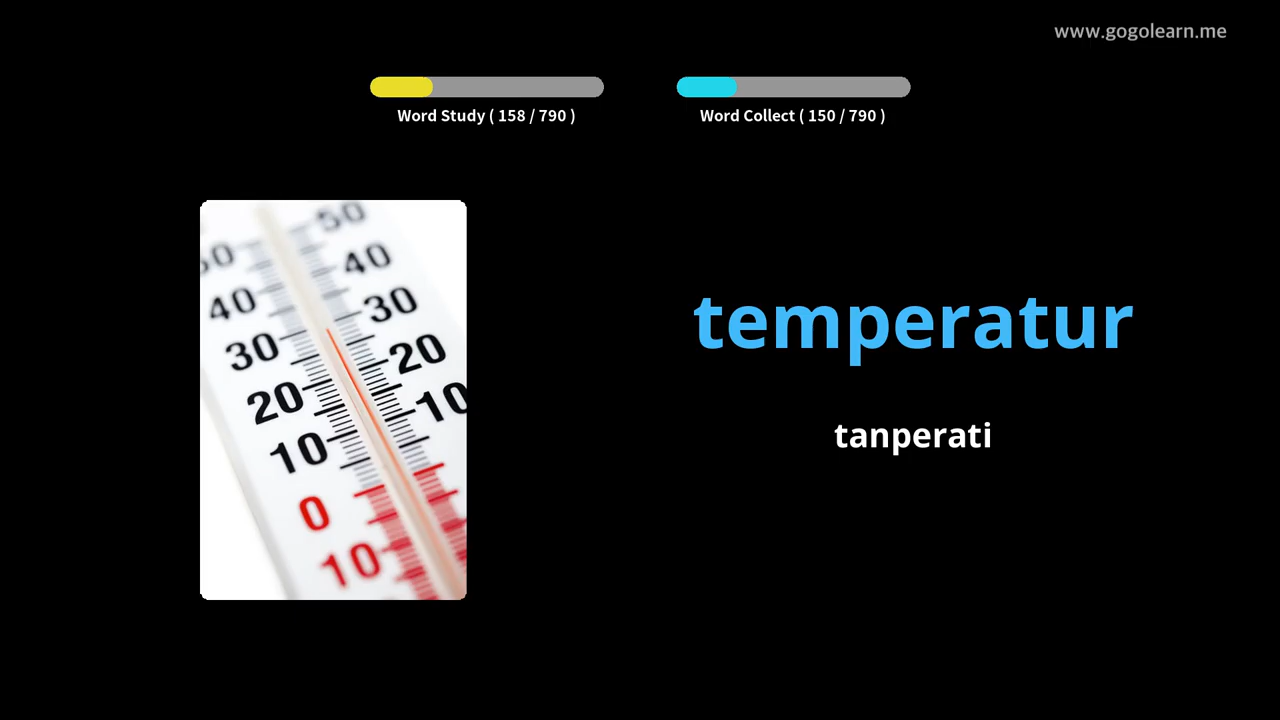 www.gogolearn.me
Word Study ( 158 / 790 )
Word Collect ( 150 / 790 )
50
50
40
40
30
30
20
20
10
10
0
10
temperatur
tanperati